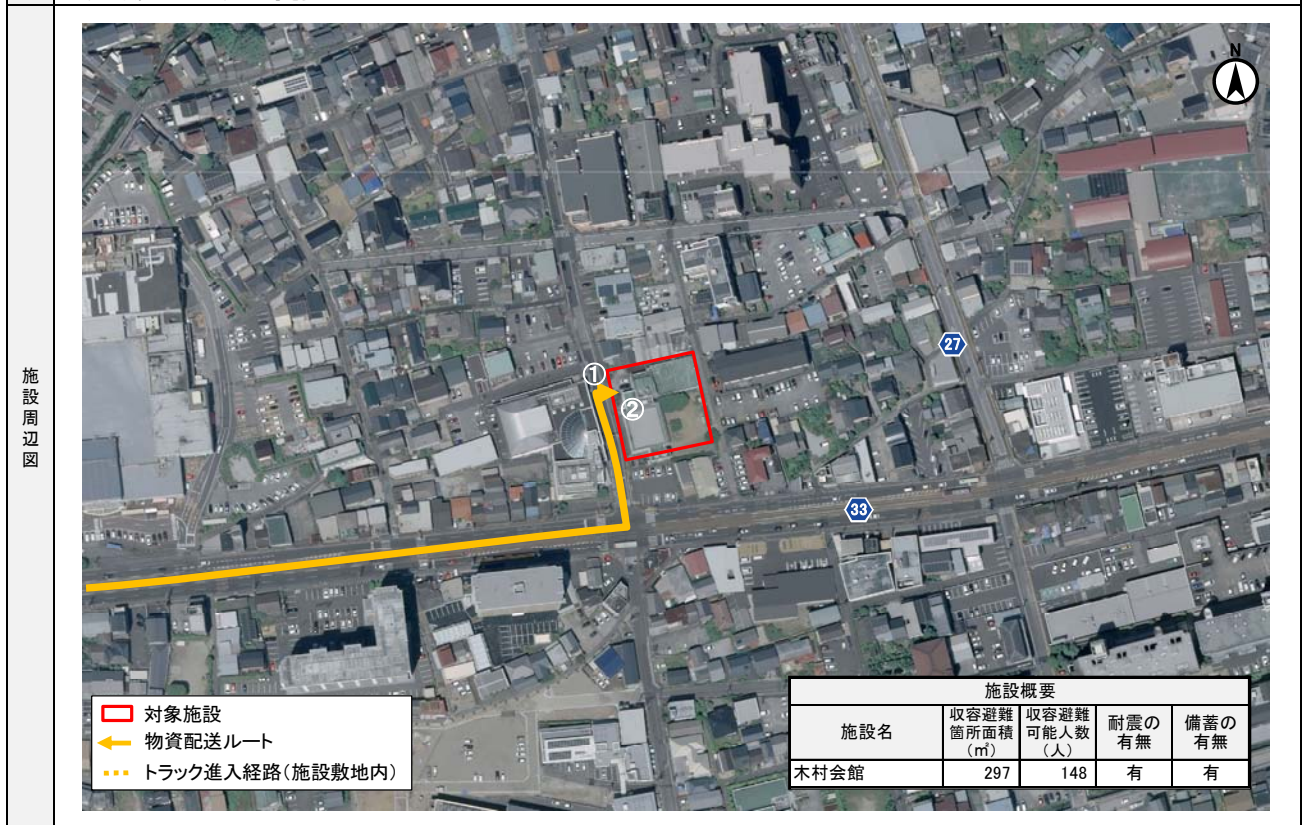 施設周辺図
N
27
①
②
33
対象施設
物資配送ルート
トラック進入経路(施設敷地内)
施設概要
施設名 収容避難箇所面積(㎡) 収容避難可能人数(人) 耐震の有無 備蓄の有無
木村会館 297 148 有 有